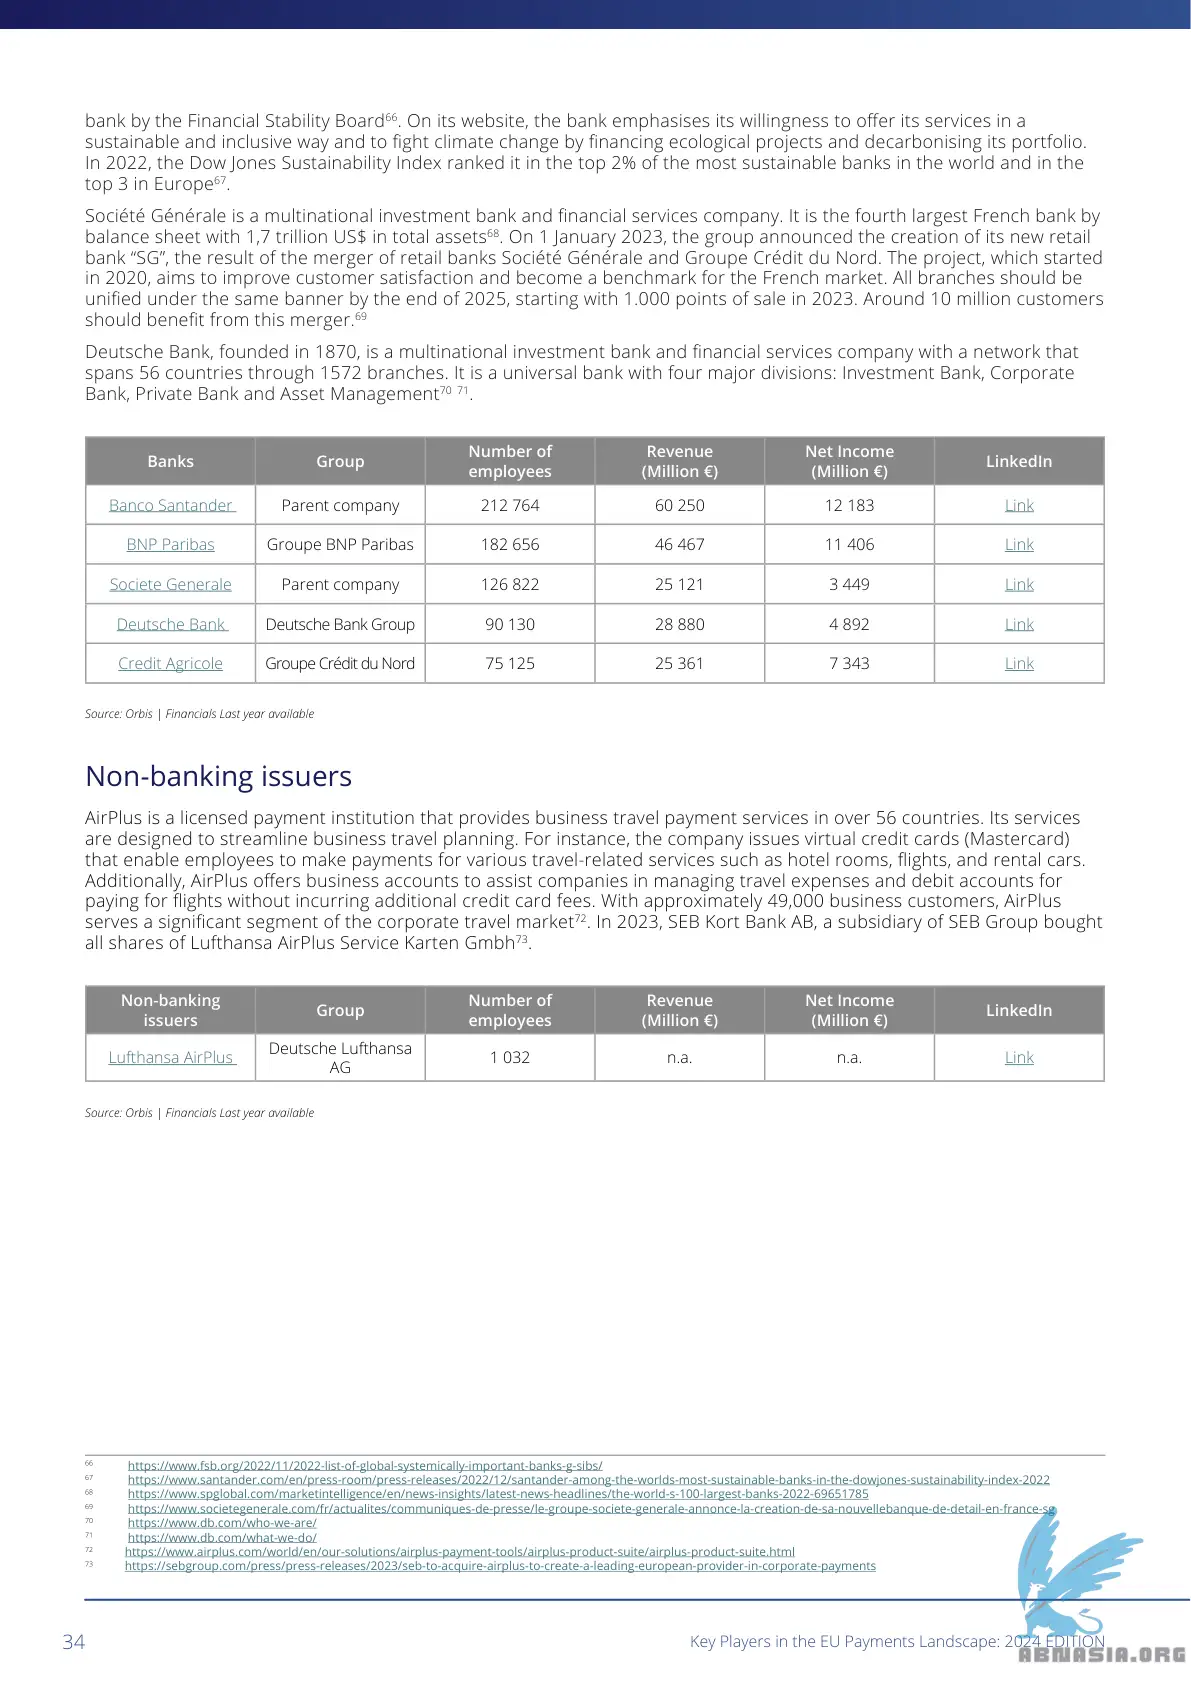 bank by the Financial Stability Board66. On its website, the bank emphasises its willingness to offer its services in a
sustainable and inclusive way and to fight climate change by financing ecological projects and decarbonising its portfolio.
In 2022, the Dow Jones Sustainability Index ranked it in the top 2% of the most sustainable banks in the world and in the
top 3 in Europe67.
Société Générale is a multinational investment bank and financial services company. It is the fourth largest French bank by
balance sheet with 1,7 trillion US$ in total assets68. On 1 January 2023, the group announced the creation of its new retail
bank “SG”, the result of the merger of retail banks Société Générale and Groupe Crédit du Nord. The project, which started
in 2020, aims to improve customer satisfaction and become a benchmark for the French market. All branches should be
unified under the same banner by the end of 2025, starting with 1.000 points of sale in 2023. Around 10 million customers
should benefit from this merger.69
Deutsche Bank, founded in 1870, is a multinational investment bank and financial services company with a network that
spans 56 countries through 1572 branches. It is a universal bank with four major divisions: Investment Bank, Corporate
Bank, Private Bank and Asset Management70 71.
Banks Group Number of employees Revenue (Million €) Net Income (Million €) LinkedIn
Banco Santander Parent company 212 764 60 250 12 183 Link
BNP Paribas Groupe BNP Paribas 182 656 46 467 11 406 Link
Societe Generale Parent company 126 822 25 121 3 449 Link
Deutsche Bank Deutsche Bank Group 90 130 28 880 4 892 Link
Credit Agricole Groupe Crédit du Nord 75 125 25 361 7 343 Link
Source: Orbis | Financials Last year available
Non-banking issuers
AirPlus is a licensed payment institution that provides business travel payment services in over 56 countries. Its services
are designed to streamline business travel planning. For instance, the company issues virtual credit cards (Mastercard)
that enable employees to make payments for various travel-related services such as hotel rooms, flights, and rental cars.
Additionally, AirPlus offers business accounts to assist companies in managing travel expenses and debit accounts for
paying for flights without incurring additional credit card fees. With approximately 49,000 business customers, AirPlus
serves a significant segment of the corporate travel market72. In 2023, SEB Kort Bank AB, a subsidiary of SEB Group bought
all shares of Lufthansa AirPlus Service Karten Gmbh73.
Non-banking issuers Group Number of employees Revenue (Million €) Net Income (Million €) LinkedIn
Lufthansa AirPlus Deutsche Lufthansa AG 1 032 n.a. n.a. Link
Source: Orbis | Financials Last year available
66 https://www.fsb.org/2022/11/2022-list-of-global-systemically-important-banks-g-sibs/
67 https://www.santander.com/en/press-room/press-releases/2022/12/santander-among-the-worlds-most-sustainable-banks-in-the-dowjones-sustainability-index-2022
68 https://www.spglobal.com/marketintelligence/en/news-insights/latest-news-headlines/the-world-s-100-largest-banks-2022-69651785
69 https://www.societegenerale.com/fr/actualites/communiques-de-presse/le-groupe-societe-generale-annonce-la-creation-de-sa-nouvellebanque-de-detail-en-france-sg
70 https://www.db.com/who-we-are/
71 https://www.db.com/what-we-do/
72 https://www.airplus.com/world/en/our-solutions/airplus-payment-tools/airplus-product-suite/airplus-product-suite.html
73 https://sebgroup.com/press/press-releases/2023/seb-to-acquire-airplus-to-create-a-leading-european-provider-in-corporate-payments
34 Key Players in the EU Payments Landscape: 2024 EDITION
ABNASIA.ORG